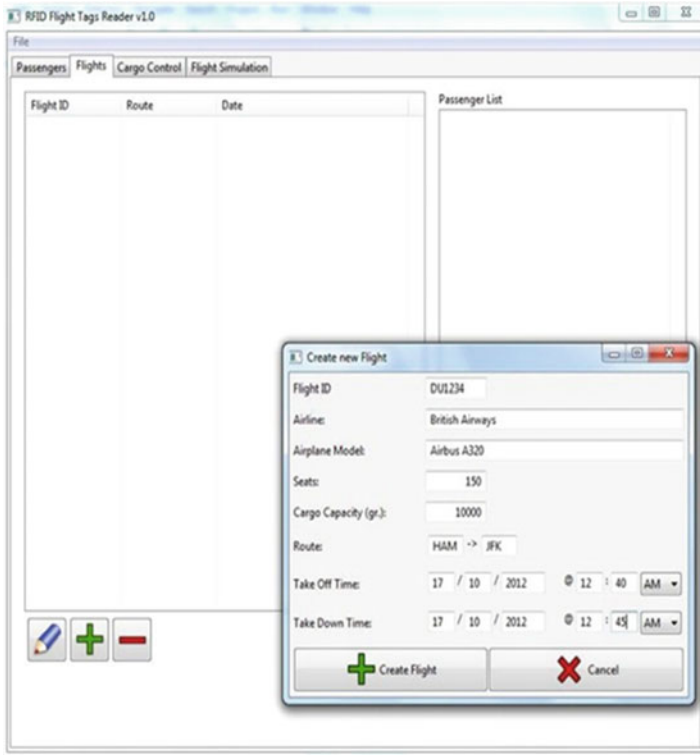 RFID Flight Tags Reader v1.0
File
Passengers Flights Cargo Control Flight Simulation
Flight ID Route Date
Passenger List
Create new Flight
Flight ID DU1234
Airline: British Airways
Airplane Model: Airbus A320
Seats: 150
Cargo Capacity (gr.): 10000
Route: HAM -> JFK
Take Off Time: 17 / 10 / 2012 @ 12 : 40 AM
Take Down Time: 17 / 10 / 2012 @ 12 : 45 AM
Create Flight Cancel